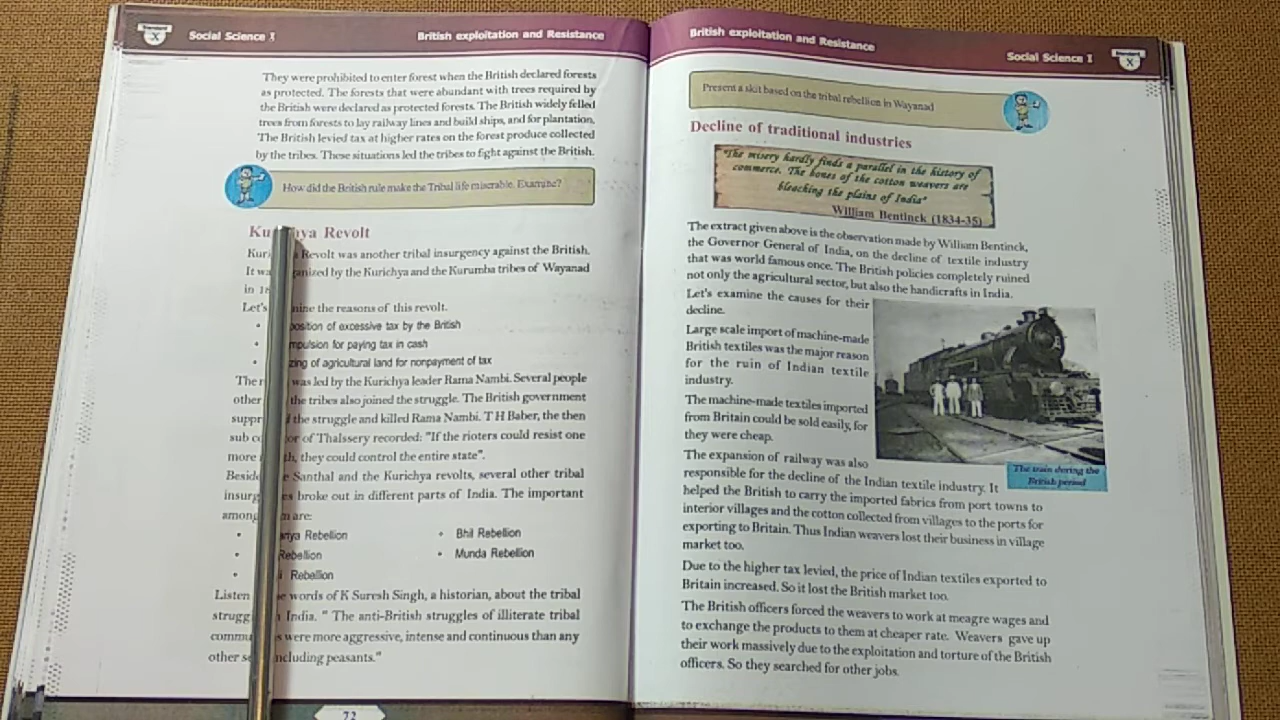 Standard
X
Social Science I
British exploitation and Resistance
They were prohibited to enter forest when the British declared forests
as protected. The forests that were abundant with trees required by
the British were declared as protected forests. The British widely felled
trees from forests to lay railway lines and build ships, and for plantation.
The British levied tax at higher rates on the forest produce collected
by the tribes. These situations led the tribes to fight against the British.
How did the British rule make the Tribal life miserable. Examine?
Revolt
Revolt was another tribal insurgency against the British.
It was by the Kurichya and the Kurumba tribes of Wayanad
in
Let's the reasons of this revolt.
of excessive tax by the British
for paying tax in cash
of agricultural land for nonpayment of tax
The was led by the Kurichya leader Rama Nambi. Several people
other the tribes also joined the struggle. The British government
the struggle and killed Rama Nambi. T H Baber, the then
sub of Thalssery recorded: "If the rioters could resist one
more they could control the entire state".
the Santhal and the Kurichya revolts, several other tribal
broke out in different parts of India. The important
are:
Rebellion
• Bhil Rebellion
Rebellion
• Munda Rebellion
Rebellion
Listen words of K Suresh Singh, a historian, about the tribal
India. " The anti-British struggles of illiterate tribal
were more aggressive, intense and continuous than any
other including peasants."
72
British exploitation and Resistance
Social Science I
Standard
X
Present a skit based on the tribal rebellion in Wayanad
Decline of traditional industries
"The misery hardly finds a parallel in the history of
commerce. The bones of the cotton weavers are
bleaching the plains of India"
William Bentinck (1834-35)
The extract given above is the observation made by William Bentinck,
the Governor General of India, on the decline of textile industry
that was world famous once. The British policies completely ruined
not only the agricultural sector, but also the handicrafts in India.
Let's examine the causes for their
decline.
Large scale import of machine-made
British textiles was the major reason
for the ruin of Indian textile
industry.
The machine-made textiles imported
from Britain could be sold easily, for
they were cheap.
The expansion of railway was also
responsible for the decline of the Indian textile industry. It
helped the British to carry the imported fabrics from port towns to
interior villages and the cotton collected from villages to the ports for
exporting to Britain. Thus Indian weavers lost their business in village
market too.
The train during the
British period
Due to the higher tax levied, the price of Indian textiles exported to
Britain increased. So it lost the British market too.
The British officers forced the weavers to work at meagre wages and
to exchange the products to them at cheaper rate. Weavers gave up
their work massively due to the exploitation and torture of the British
officers. So they searched for other jobs.